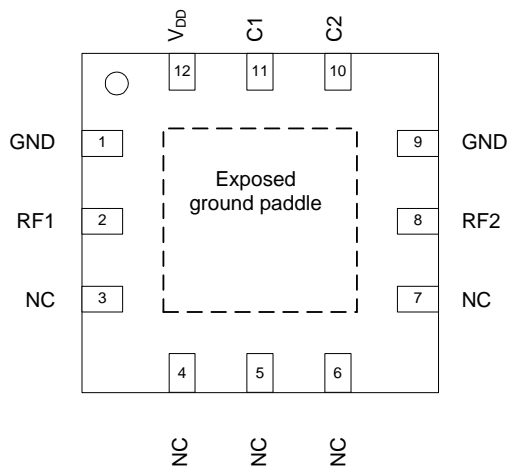 VDD C1 C2
12 11 10
GND 1 9 GND
Exposed
ground paddle
RF1 2 8 RF2
NC 3 7 NC
4 5 6
NC NC NC